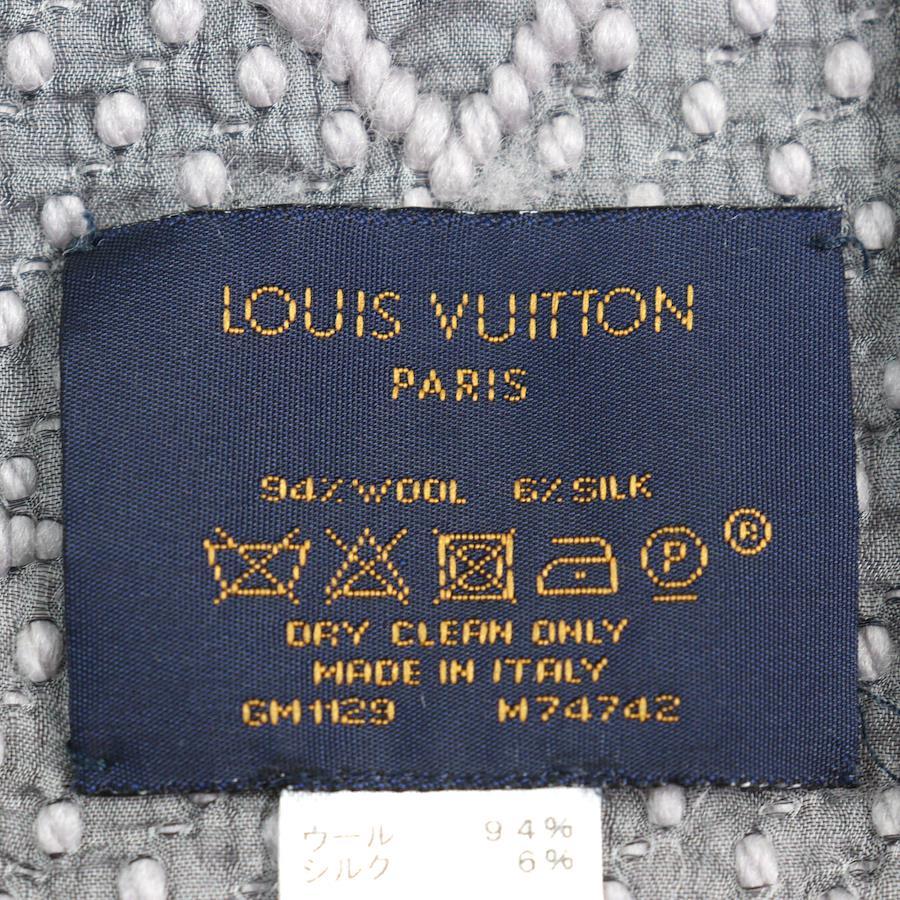 LOUIS VUITTON
PARIS
94% WOOL 6% SILK
P ®
DRY CLEAN ONLY
MADE IN ITALY
GM1129 M74742
ウール 94%
シルク 6%